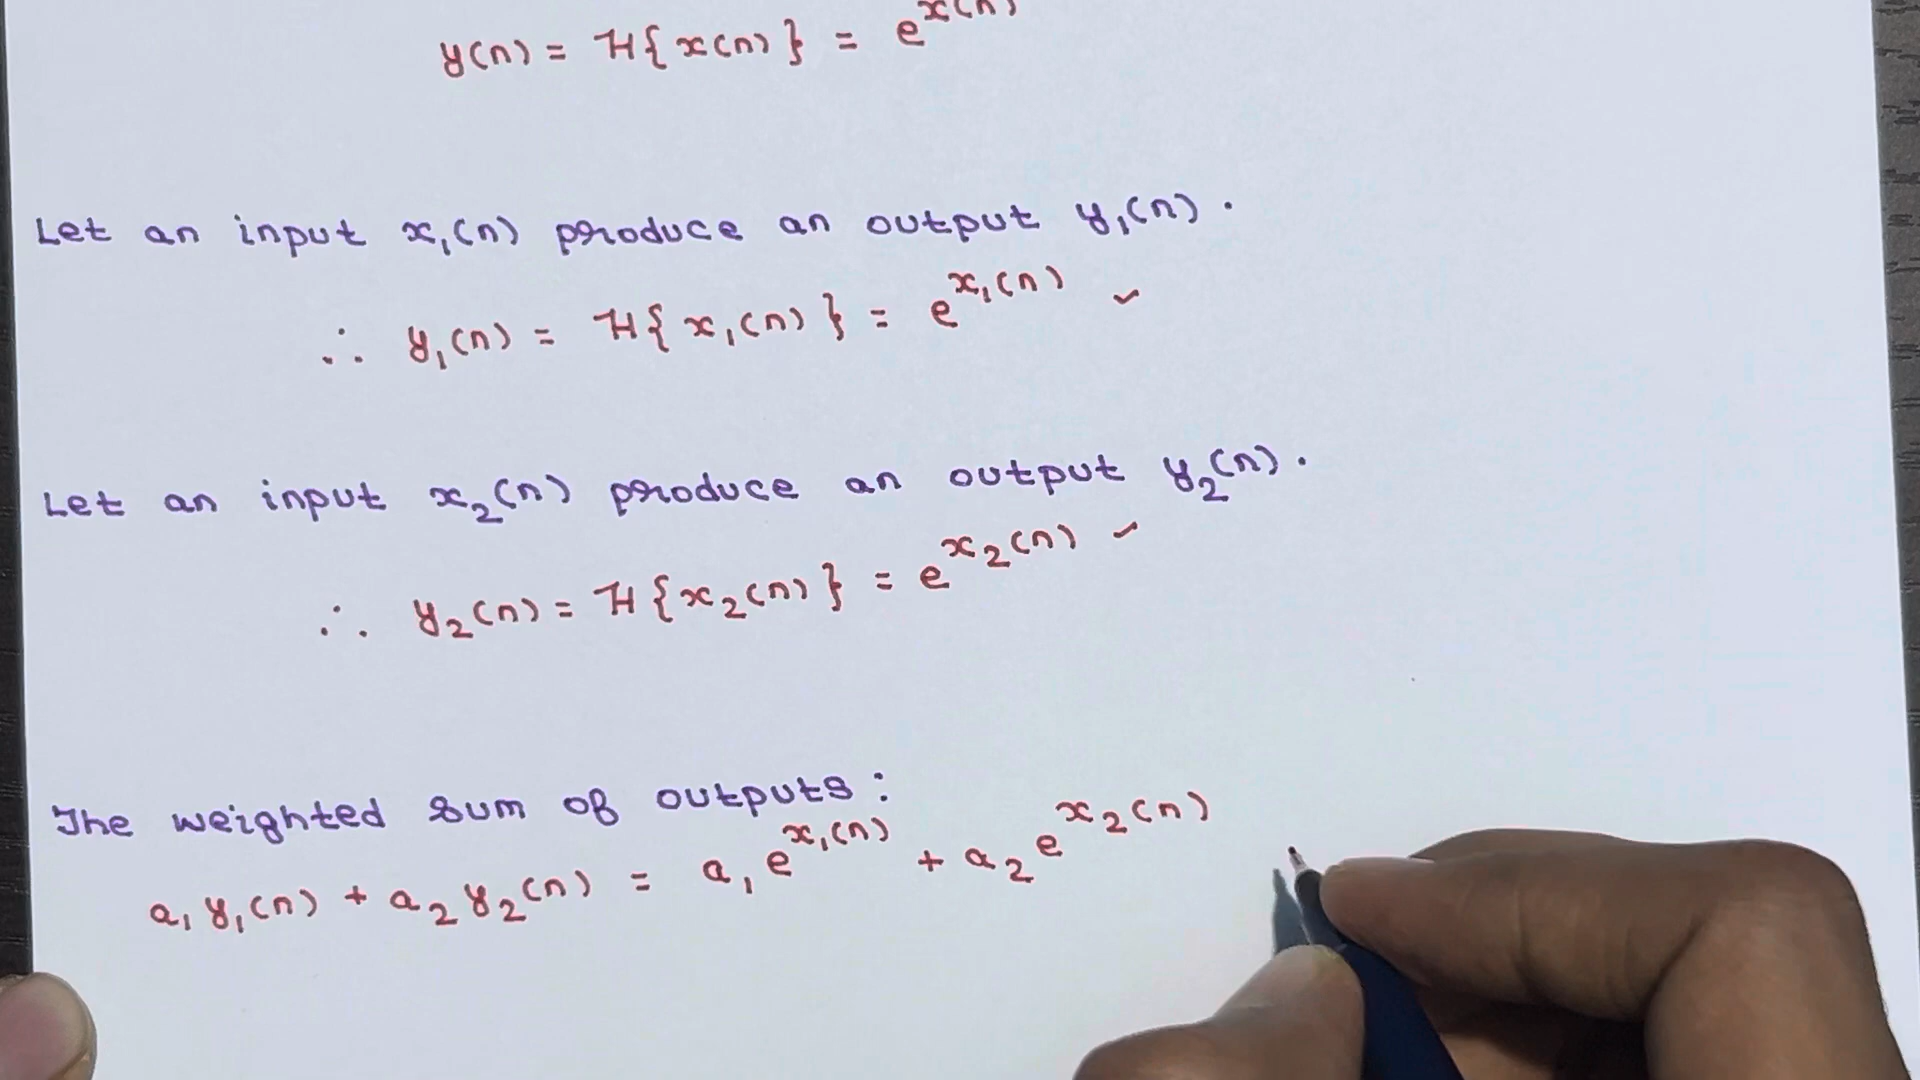 y(n) = H{x(n)} = e^x(n)
Let an input x₁(n) produce an output y₁(n).
∴ y₁(n) = H{x₁(n)} = e^x₁(n) ✓
Let an input x₂(n) produce an output y₂(n).
∴ y₂(n) = H{x₂(n)} = e^x₂(n) ✓
The weighted sum of outputs:
a₁y₁(n) + a₂y₂(n) = a₁e^x₁(n) + a₂e^x₂(n)